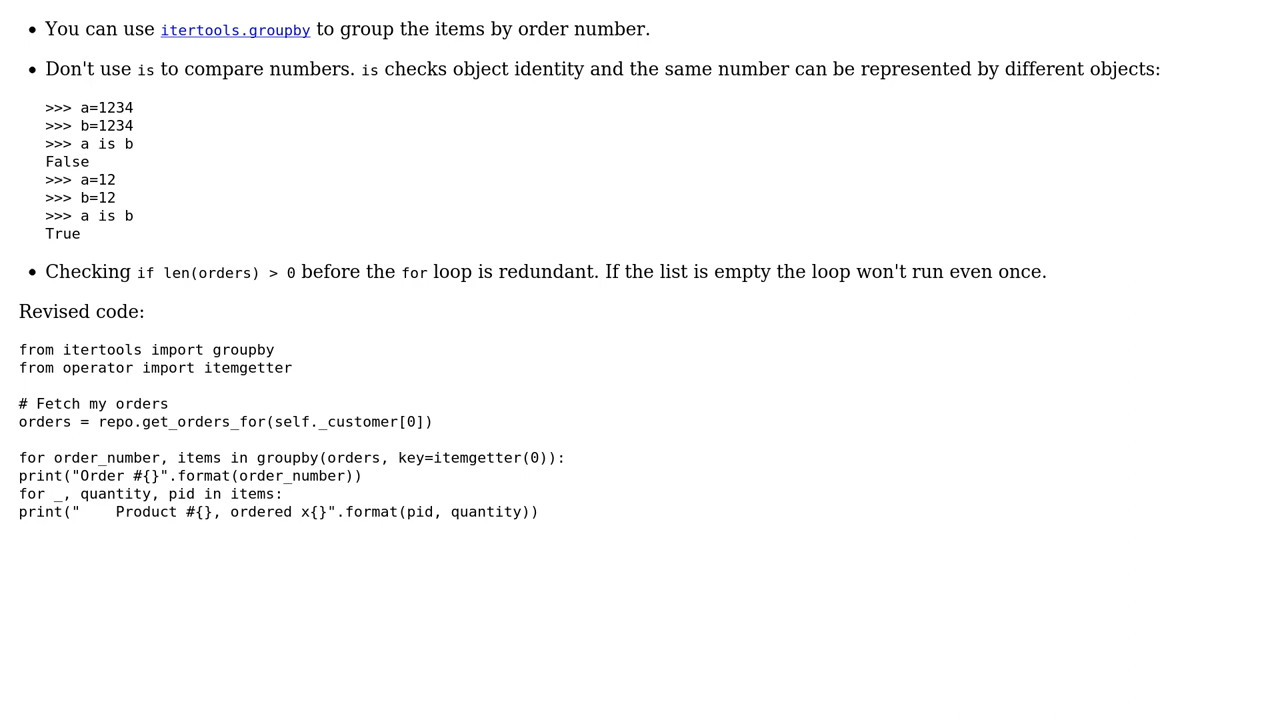 • You can use itertools.groupby to group the items by order number.
• Don't use is to compare numbers. is checks object identity and the same number can be represented by different objects:
>>> a=1234
>>> b=1234
>>> a is b
False
>>> a=12
>>> b=12
>>> a is b
True
• Checking if len(orders) > 0 before the for loop is redundant. If the list is empty the loop won't run even once.
Revised code:
from itertools import groupby
from operator import itemgetter
# Fetch my orders
orders = repo.get_orders_for(self._customer[0])
for order_number, items in groupby(orders, key=itemgetter(0)):
print("Order #{}".format(order_number))
for _, quantity, pid in items:
print("    Product #{}, ordered x{}".format(pid, quantity))